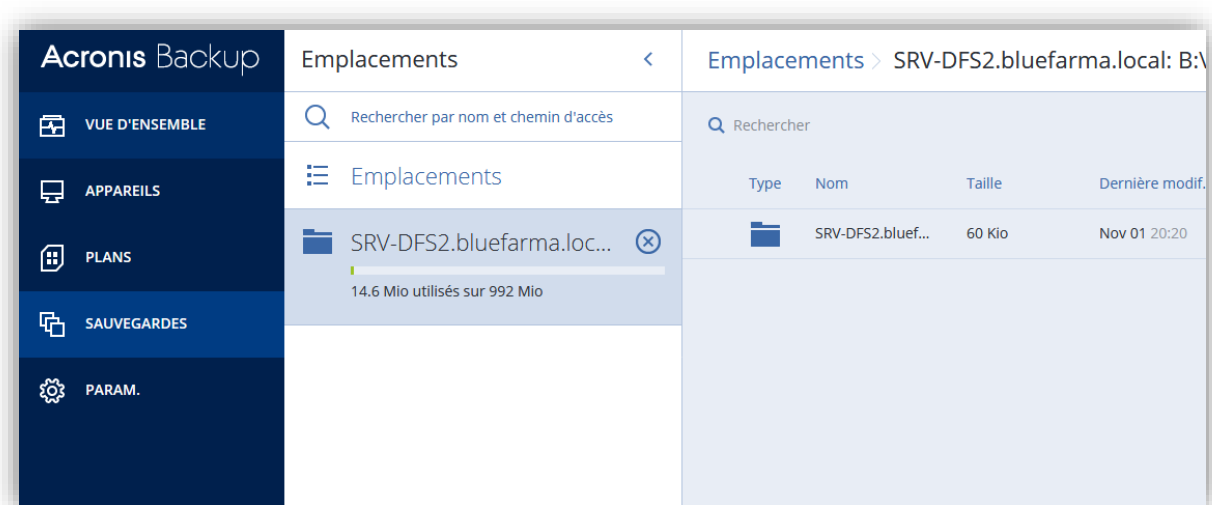 Acronis Backup
VUE D'ENSEMBLE
APPAREILS
PLANS
SAUVEGARDES
PARAM.
Emplacements
Rechercher par nom et chemin d'accès
Emplacements
SRV-DFS2.bluefarma.loc...
14.6 Mio utilisés sur 992 Mio
Emplacements > SRV-DFS2.bluefarma.local: B:\
Rechercher
Type Nom Taille Dernière modif.
SRV-DFS2.bluef... 60 Kio Nov 01 20:20